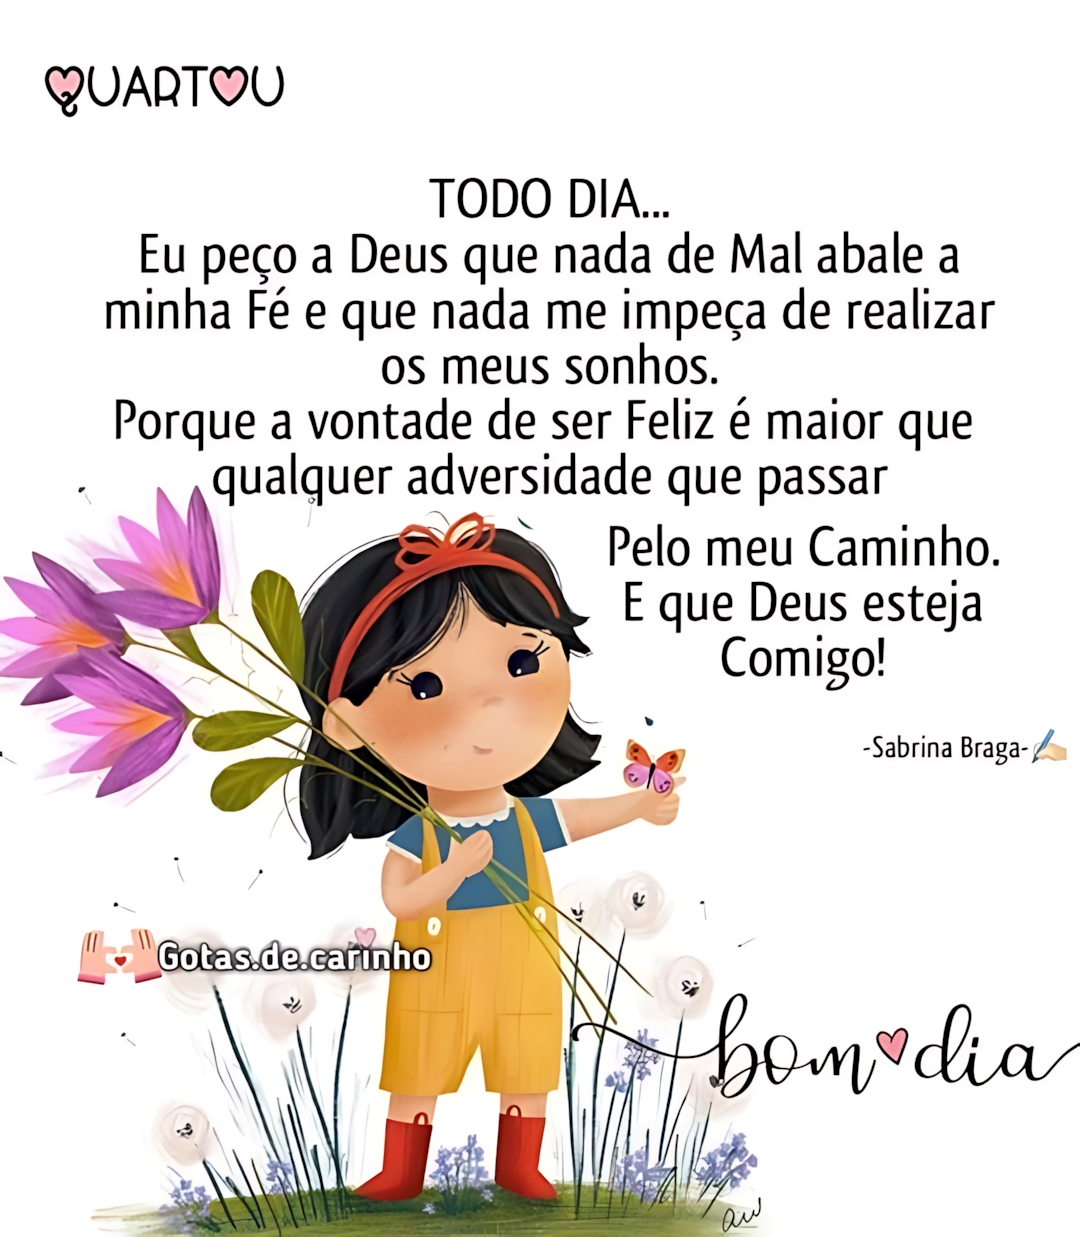 QUARTOU
TODO DIA...
Eu peço a Deus que nada de Mal abale a
minha Fé e que nada me impeça de realizar
os meus sonhos.
Porque a vontade de ser Feliz é maior que
qualquer adversidade que passar
Pelo meu Caminho.
E que Deus esteja
Comigo!
-Sabrina Braga-
Gotas.de.carinho
bom dia
aw